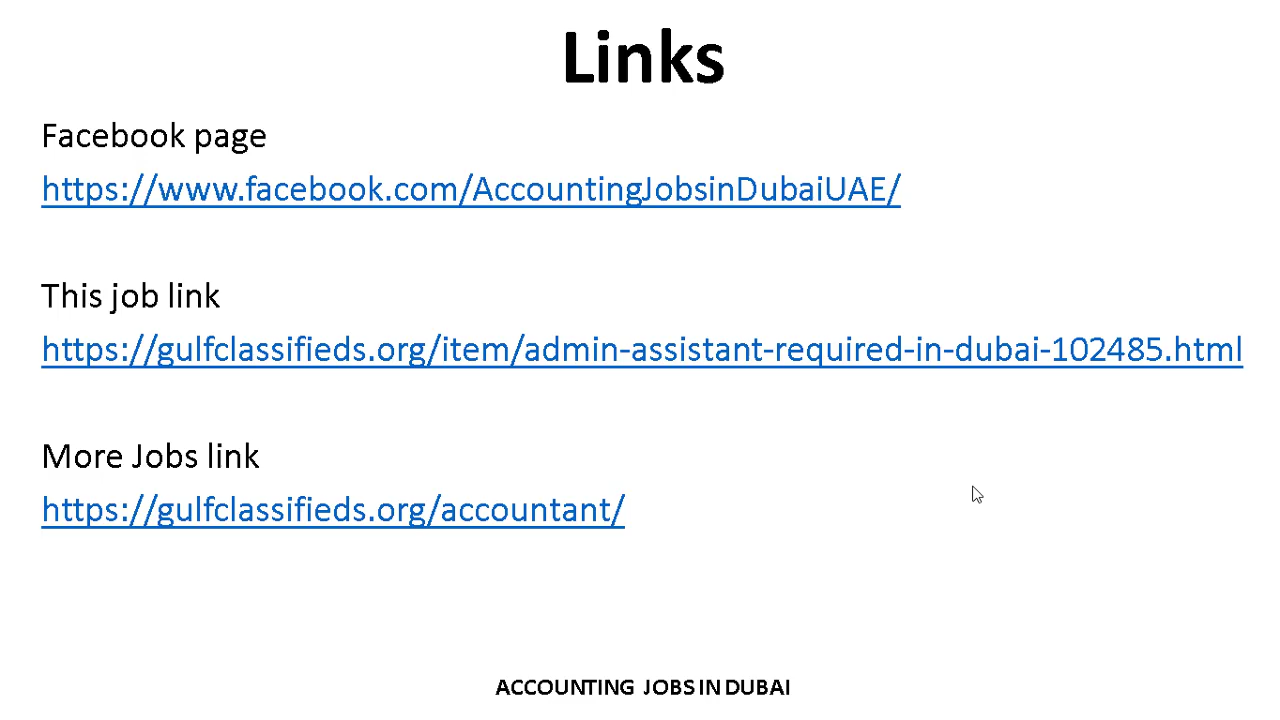 Links
Facebook page
https://www.facebook.com/AccountingJobsinDubaiUAE/
This job link
https://gulfclassifieds.org/item/admin-assistant-required-in-dubai-102485.html
More Jobs link
https://gulfclassifieds.org/accountant/
ACCOUNTING JOBS IN DUBAI